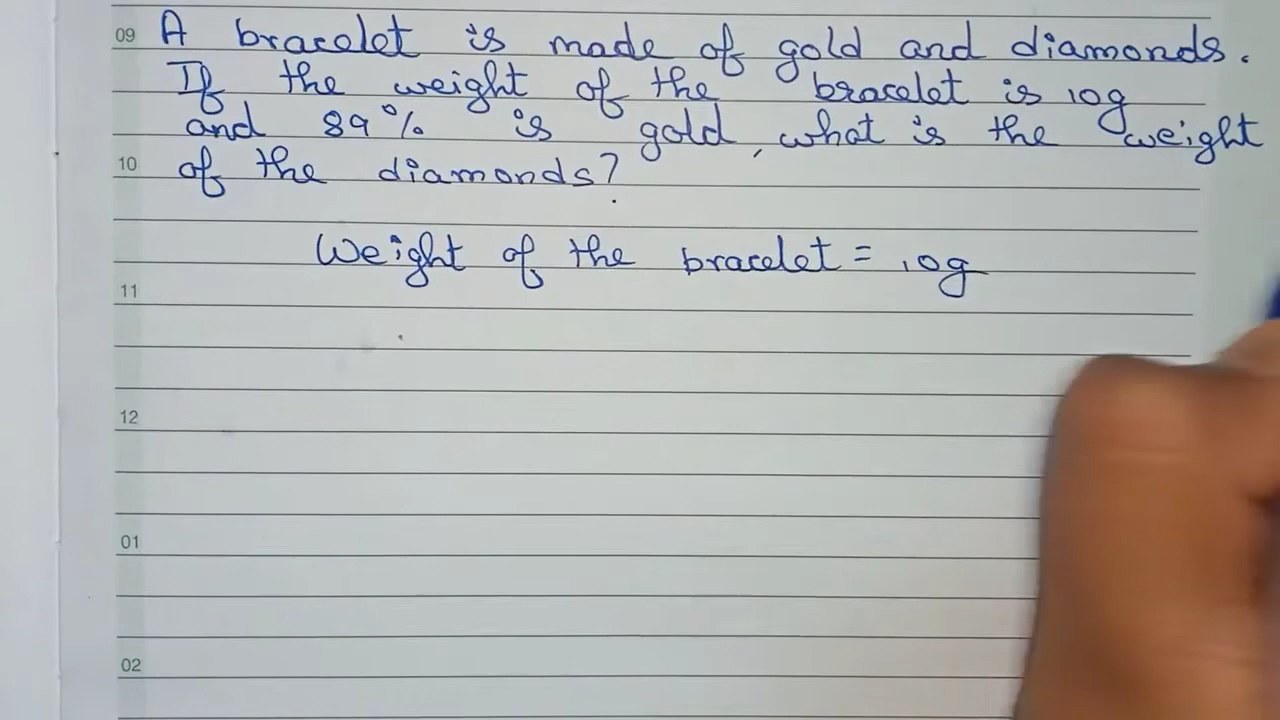 09 A bracelet is made of gold and diamonds.
If the weight of the bracelet is 10g
and 89% is gold, what is the weight
10 of the diamonds?
Weight of the bracelet = 10g
11
12
01
02